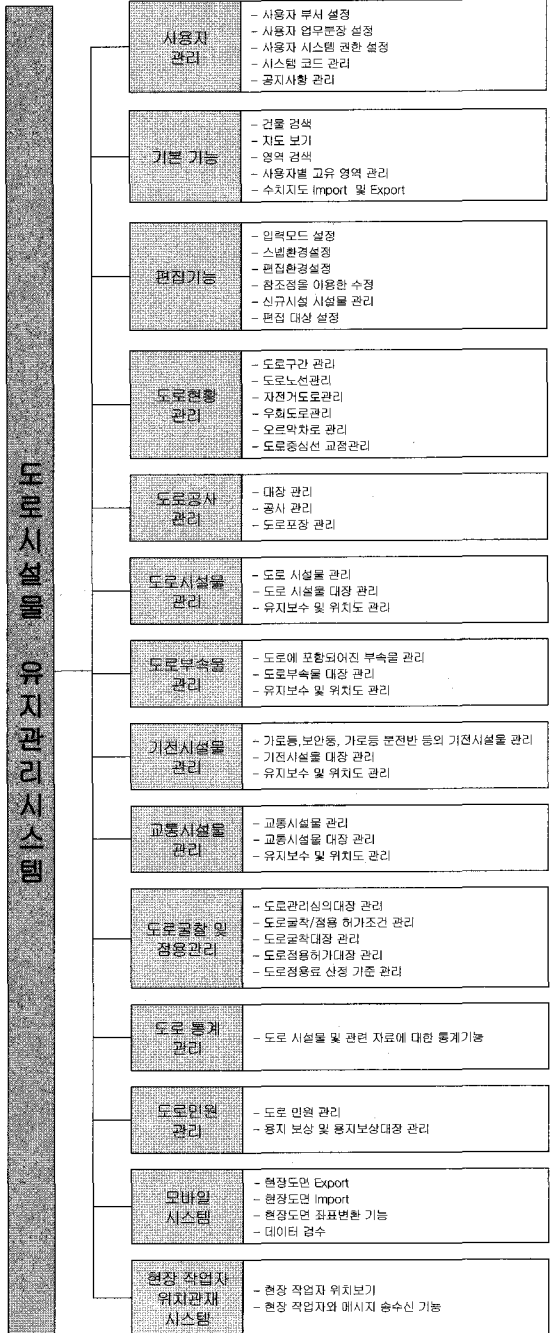 도로시설물 유지관리시스템
사용자
관리
– 사용자 부서 설정
– 사용자 업무분장 설정
– 사용자 시스템 권한 설정
– 시스템 코드 관리
– 공지사항 관리
기본 기능
– 건물 검색
– 지도 보기
– 영역 검색
– 사용자별 고유 영역 관리
– 수치지도 Import 및 Export
편집기능
– 입력모드 설정
– 스냅환경설정
– 편집환경설정
– 참조점을 이용한 수정
– 신규시설 시설물 관리
– 편집 대상 설정
도로현황
관리
– 도로구간 관리
– 도로노선관리
– 자전거도로관리
– 우회도로관리
– 오르막차로 관리
– 도로중심선 교점관리
도로공사
관리
– 대장 관리
– 공사 관리
– 도로포장 관리
도로시설물
관리
– 도로 시설물 관리
– 도로 시설물 대장 관리
– 유지보수 및 위치도 관리
도로부속물
관리
– 도로에 포함되어진 부속물 관리
– 도로부속물 대장 관리
– 유지보수 및 위치도 관리
기전시설물
관리
– 가로등,보안등, 가로등 분전반 등의 기전시설물 관리
– 기전시설물 대장 관리
– 유지보수 및 위치도 관리
교통시설물
관리
– 교통시설물 관리
– 교통시설물 대장 관리
– 유지보수 및 위치도 관리
도로굴착 및
점용관리
– 도로관리심의대장 관리
– 도로굴착/점용 허가조건 관리
– 도로굴착대장 관리
– 도로점용허가대장 관리
– 도로점용료 산정 기준 관리
도로 통계
관리
– 도로 시설물 및 관련 자료에 대한 통계기능
도로민원
관리
– 도로 민원 관리
– 용지 보상 및 용지보상대장 관리
모바일
시스템
– 현장도면 Export
– 현장도면 Import
– 현장도면 좌표변환 기능
– 데이터 검수
현장 작업자
위치관제
시스템
– 현장 작업자 위치보기
– 현장 작업자와 메시지 송수신 기능